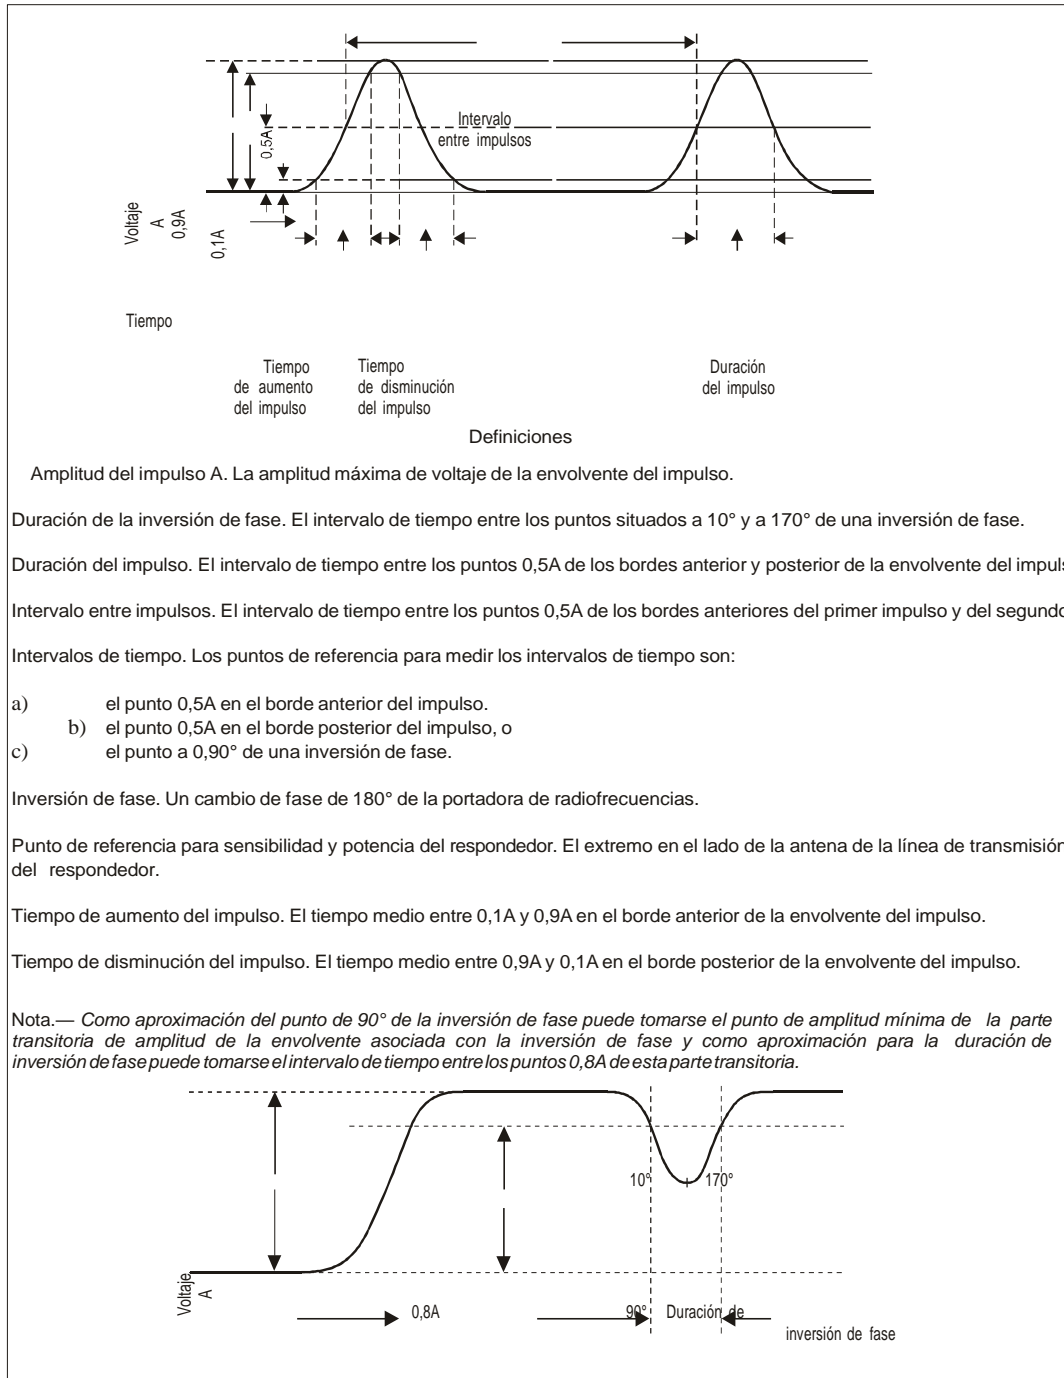 Intervalo
entre impulsos
0,5A
Voltaje
A
0,9A
0,1A
Tiempo
Tiempo
de aumento
del impulso
Tiempo
de disminución
del impulso
Duración
del impulso
Definiciones
Amplitud del impulso A. La amplitud máxima de voltaje de la envolvente del impulso.
Duración de la inversión de fase. El intervalo de tiempo entre los puntos situados a 10° y a 170° de una inversión de fase.
Duración del impulso. El intervalo de tiempo entre los puntos 0,5A de los bordes anterior y posterior de la envolvente del impuls
Intervalo entre impulsos. El intervalo de tiempo entre los puntos 0,5A de los bordes anteriores del primer impulso y del segundo
Intervalos de tiempo. Los puntos de referencia para medir los intervalos de tiempo son:
a) el punto 0,5A en el borde anterior del impulso.
b) el punto 0,5A en el borde posterior del impulso, o
c) el punto a 0,90° de una inversión de fase.
Inversión de fase. Un cambio de fase de 180° de la portadora de radiofrecuencias.
Punto de referencia para sensibilidad y potencia del respondedor. El extremo en el lado de la antena de la línea de transmisión
del respondedor.
Tiempo de aumento del impulso. El tiempo medio entre 0,1A y 0,9A en el borde anterior de la envolvente del impulso.
Tiempo de disminución del impulso. El tiempo medio entre 0,9A y 0,1A en el borde posterior de la envolvente del impulso.
Nota.— Como aproximación del punto de 90° de la inversión de fase puede tomarse el punto de amplitud mínima de la parte
transitoria de amplitud de la envolvente asociada con la inversión de fase y como aproximación para la duración de
inversión de fase puede tomarse el intervalo de tiempo entre los puntos 0,8A de esta parte transitoria.
10° 170°
Voltaje
A
0,8A
90° Duración de
inversión de fase